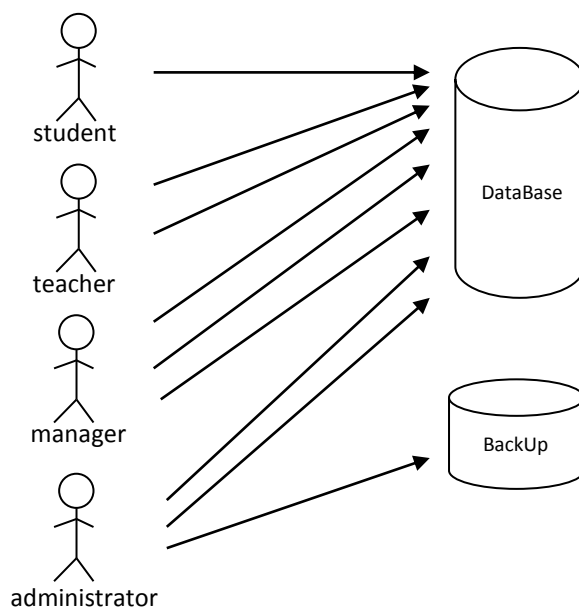 student
DataBase
teacher
manager
BackUp
administrator